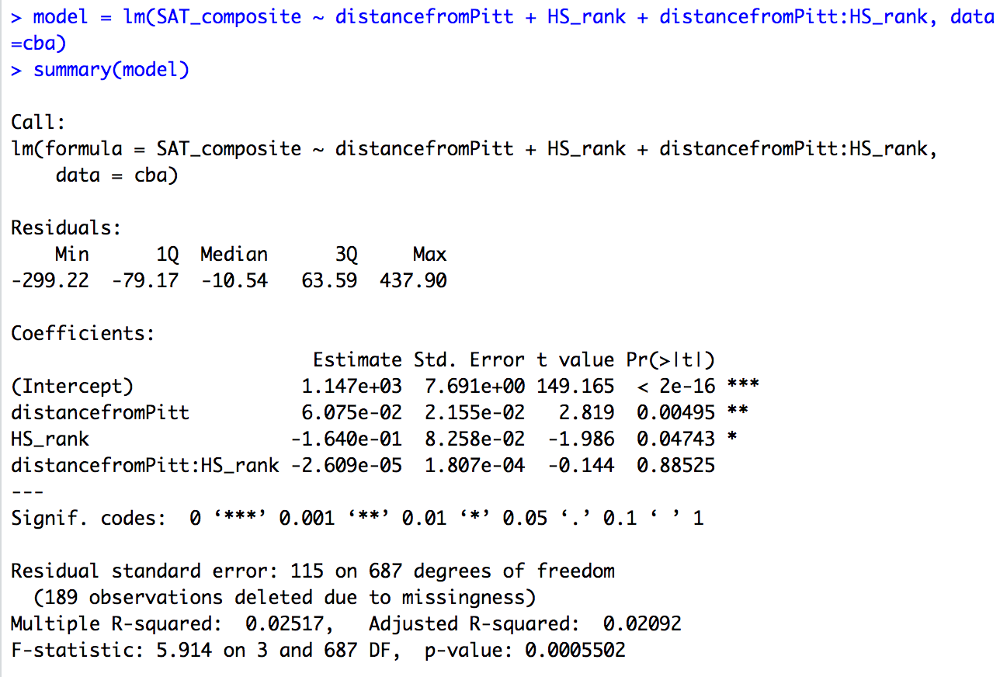 > model = lm(SAT_composite ~ distancefromPitt + HS_rank + distancefromPitt:HS_rank, data
=cba)
> summary(model)
Call:
lm(formula = SAT_composite ~ distancefromPitt + HS_rank + distancefromPitt:HS_rank,
    data = cba)
Residuals:
    Min      1Q  Median      3Q     Max
-299.22  -79.17  -10.54   63.59  437.90
Coefficients:
                           Estimate Std. Error t value Pr(>|t|)
(Intercept)               1.147e+03  7.691e+00 149.165  < 2e-16 ***
distancefromPitt          6.075e-02  2.155e-02   2.819  0.00495 **
HS_rank                  -1.640e-01  8.258e-02  -1.986  0.04743 *
distancefromPitt:HS_rank -2.609e-05  1.807e-04  -0.144  0.88525
---
Signif. codes:  0 ‘***’ 0.001 ‘**’ 0.01 ‘*’ 0.05 ‘.’ 0.1 ‘ ’ 1
Residual standard error: 115 on 687 degrees of freedom
  (189 observations deleted due to missingness)
Multiple R-squared:  0.02517,   Adjusted R-squared:  0.02092
F-statistic: 5.914 on 3 and 687 DF,  p-value: 0.0005502